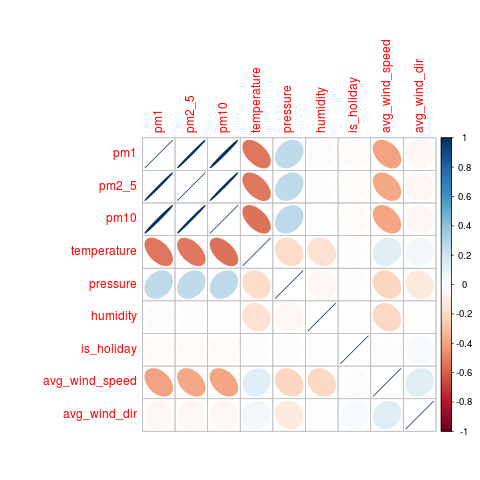 pm1
pm2_5
pm10
temperature
pressure
humidity
is_holiday
avg_wind_speed
avg_wind_dir
pm1
pm2_5
pm10
temperature
pressure
humidity
is_holiday
avg_wind_speed
avg_wind_dir
1
0.8
0.6
0.4
0.2
0
-0.2
-0.4
-0.6
-0.8
-1